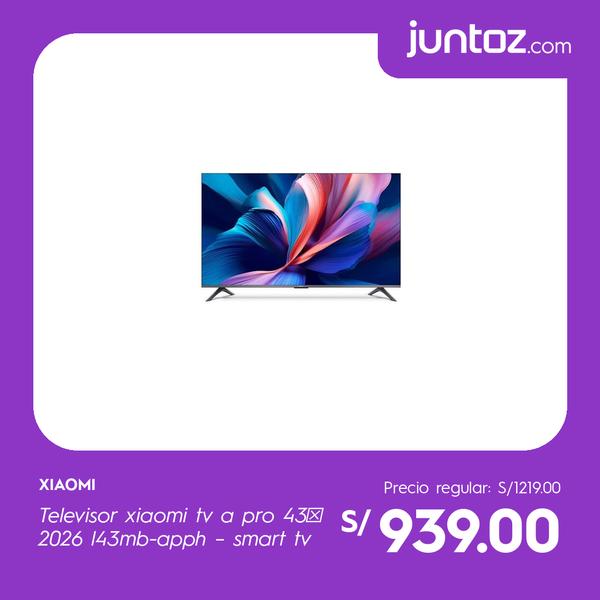 juntoz.com
XIAOMI
Televisor xiaomi tv a pro 43☒
2026 l43mb-apph - smart tv
Precio regular: S/1219.00
S/ 939.00